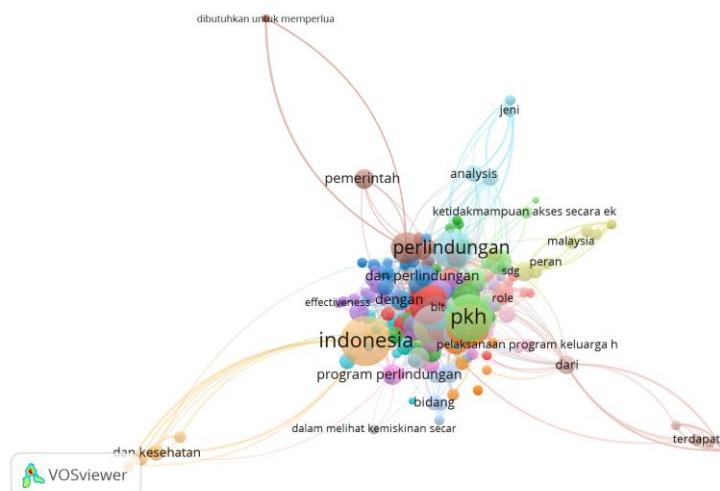 dibutuhkan untuk memperlua
jeni
analysis
pemerintah
ketidakmampuan akses secara ek
perlindungan
malaysia
dan perlindungan
sdg
peran
effectiveness
dengan
blt
role
pkh
indonesia
pelaksanaan program keluarga h
program perlindungan
dari
bidang
dalam melihat kemiskinan secar
terdapat
dan kesehatan
VOSviewer